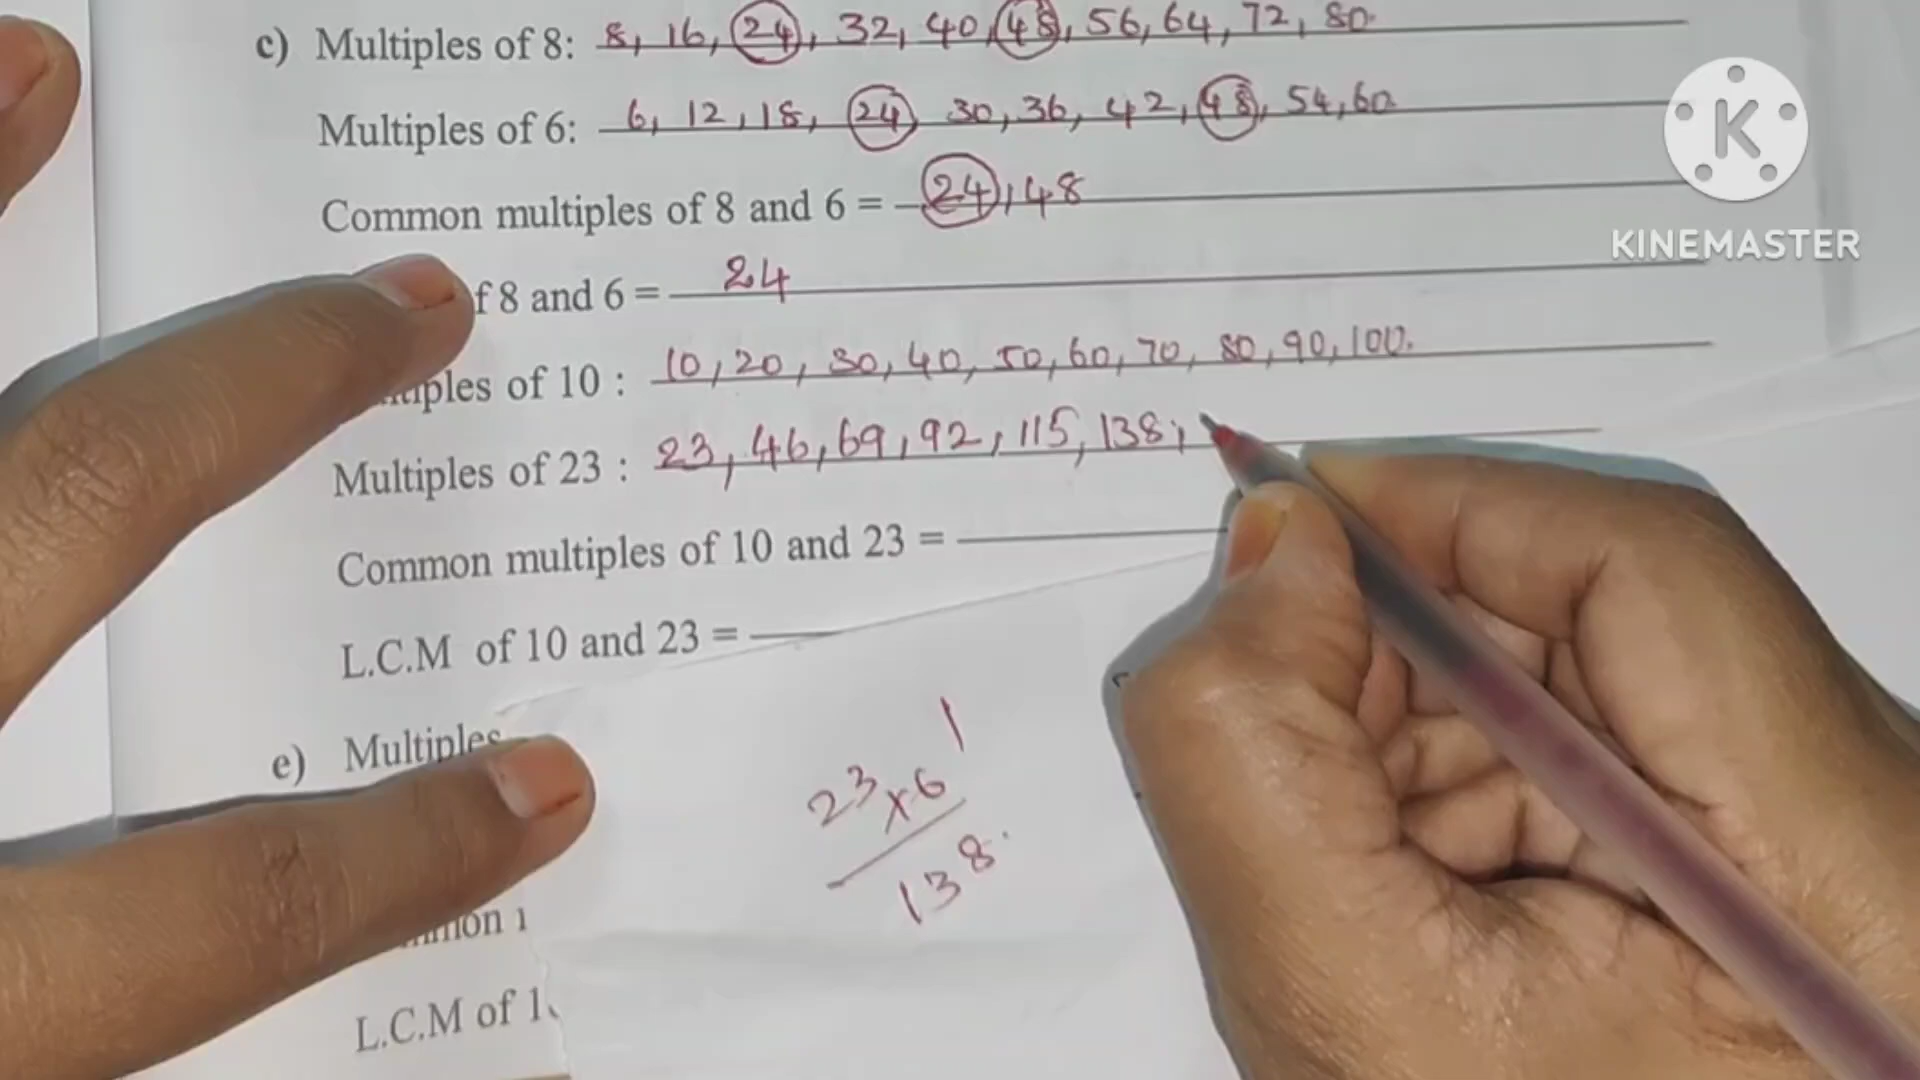 c) Multiples of 8: 8, 16, 24, 32, 40, 48, 56, 64, 72, 80.
Multiples of 6: 6, 12, 18, 24, 30, 36, 42, 48, 54, 60
Common multiples of 8 and 6 = 24, 48
K
KINEMASTER
f 8 and 6 = 24
iples of 10 : 10, 20, 30, 40, 50, 60, 70, 80, 90, 100.
Multiples of 23 : 23, 46, 69, 92, 115, 138,
Common multiples of 10 and 23 =
L.C.M of 10 and 23 =
e) Multiples
1
23 x 6
138.
L.C.M of 1